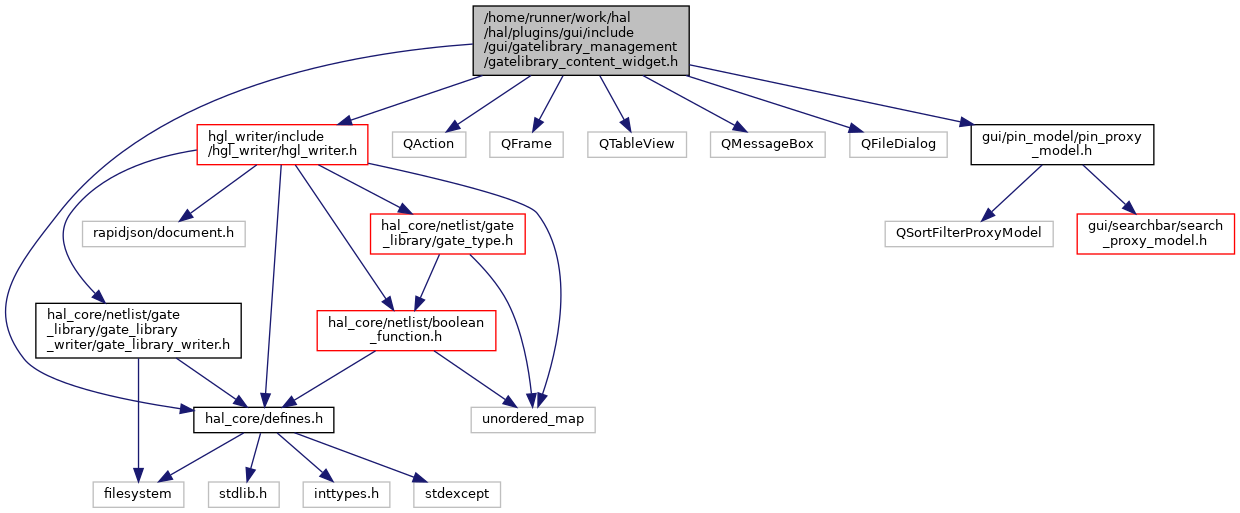 /home/runner/work/hal
/hal/plugins/gui/include
/gui/gatelibrary_management
/gatelibrary_content_widget.h
hgl_writer/include
/hgl_writer/hgl_writer.h
QAction
QFrame
QTableView
QMessageBox
QFileDialog
gui/pin_model/pin_proxy
_model.h
rapidjson/document.h
hal_core/netlist/gate
_library/gate_type.h
QSortFilterProxyModel
gui/searchbar/search
_proxy_model.h
hal_core/netlist/gate
_library/gate_library
_writer/gate_library_writer.h
hal_core/netlist/boolean
_function.h
hal_core/defines.h
unordered_map
filesystem
stdlib.h
inttypes.h
stdexcept